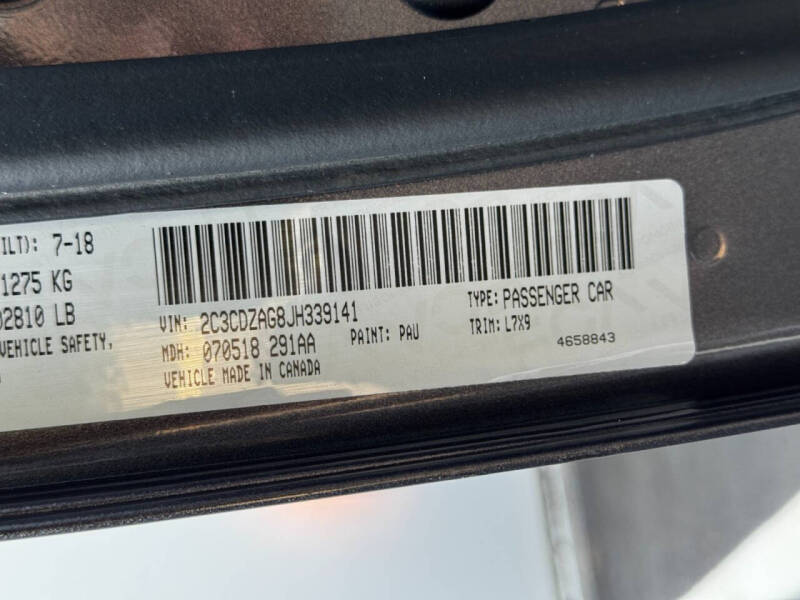 ILT): 7-18
1275 KG
02810 LB
VEHICLE SAFETY,
VIN: 2C3CDZAG8JH339141
TYPE: PASSENGER CAR
MDH: 070518 291AA
PAINT: PAU
TRIM: L7X9
VEHICLE MADE IN CANADA
4658843